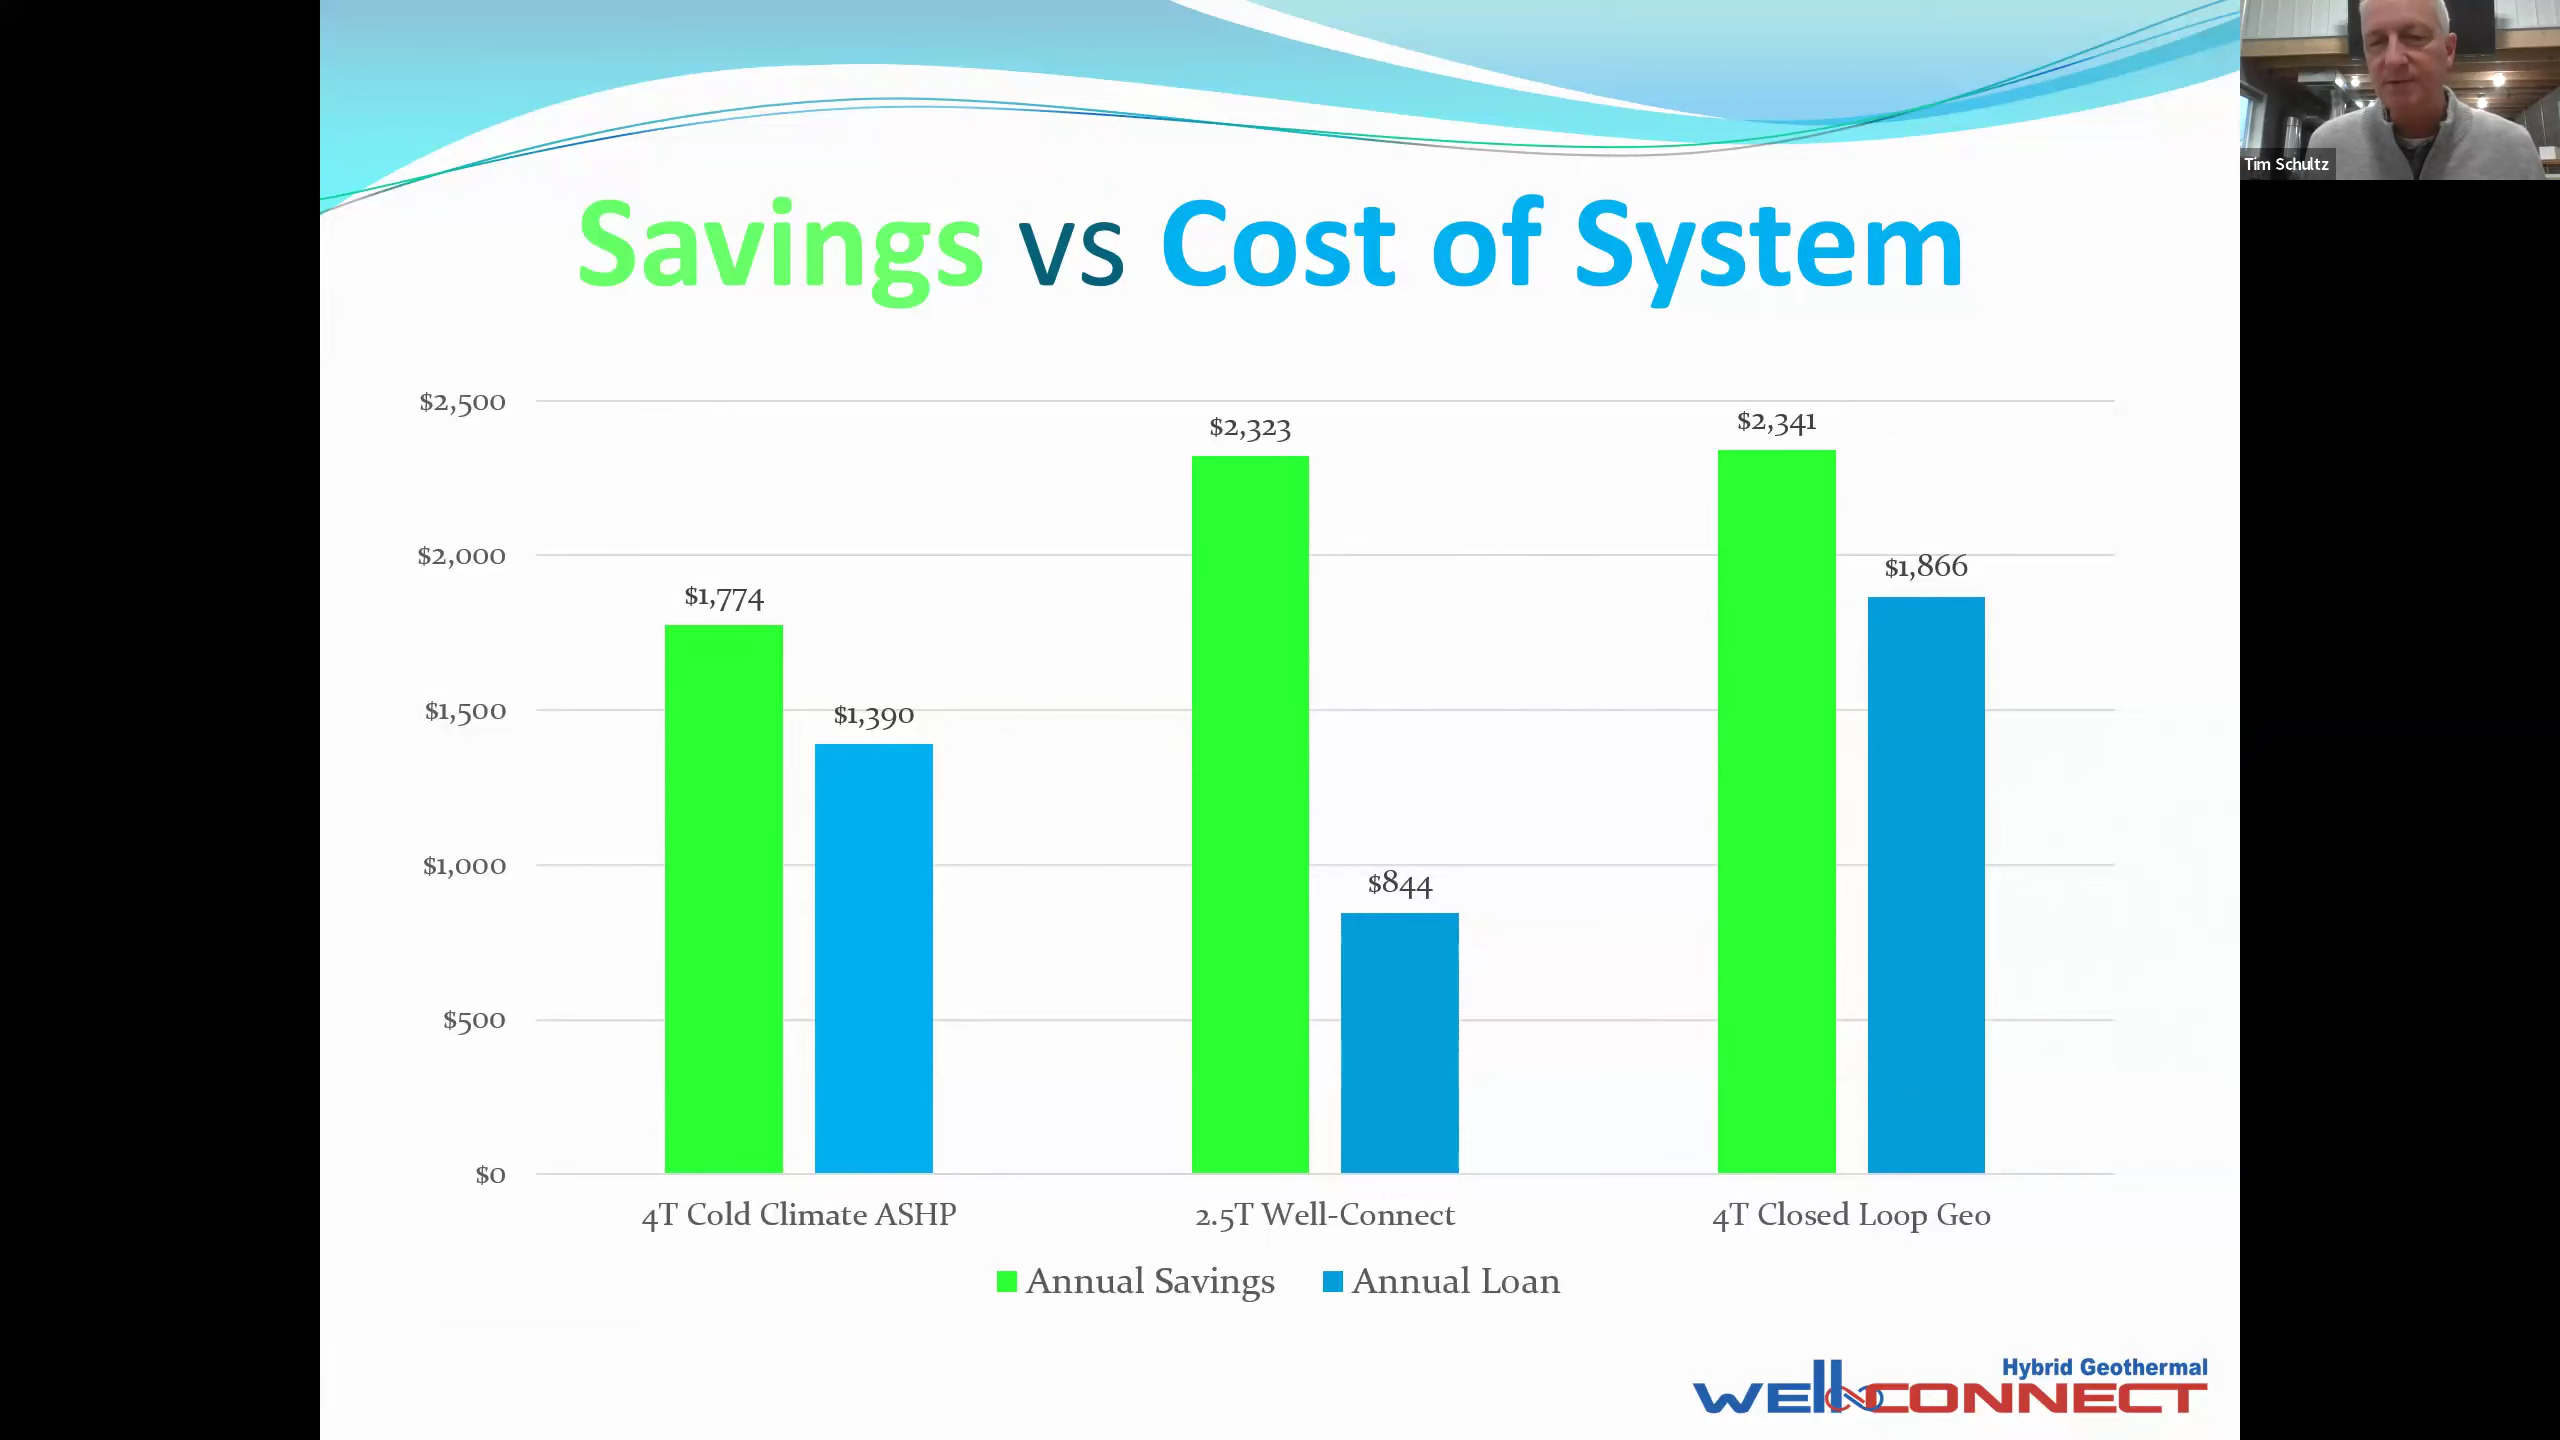 Tim Schultz
Savings vs Cost of System
$2,500
$2,000
$1,500
$1,000
$500
$0
$1,774
$1,390
$2,323
$844
$2,341
$1,866
4T Cold Climate ASHP
2.5T Well-Connect
4T Closed Loop Geo
Annual Savings
Annual Loan
Hybrid Geothermal
WELLCONNECT